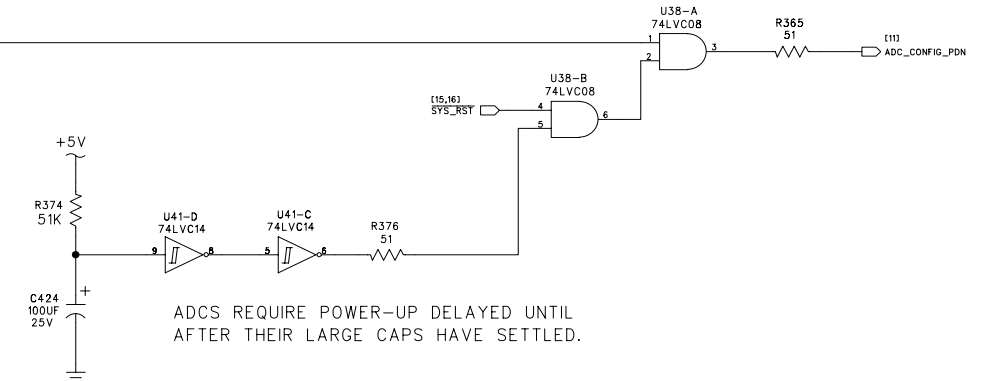 U38-A
74LVC08
1
2
3
R365
51
[11]
ADC_CONFIG_PDN
U38-B
74LVC08
[15,16]
SYS_RST
4
5
6
+5V
R374
51K
U41-D
74LVC14
9
8
U41-C
74LVC14
5
6
R376
51
C424
100UF
25V
+
ADCS REQUIRE POWER-UP DELAYED UNTIL
AFTER THEIR LARGE CAPS HAVE SETTLED.